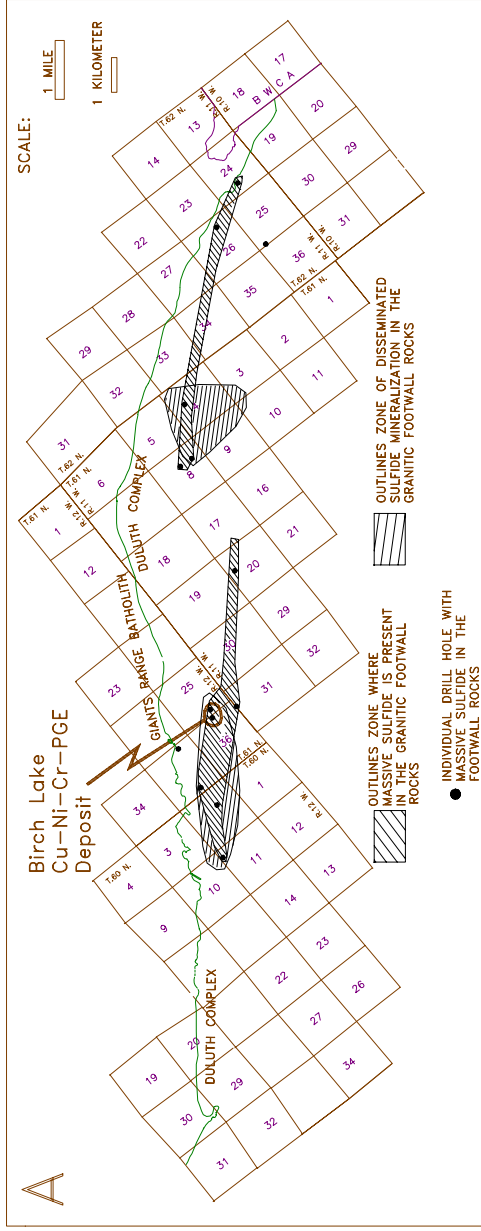 A
SCALE:
1 MILE
1 KILOMETER
Birch Lake
Cu-Ni-Cr-PGE
Deposit
GIANTS RANGE BATHOLITH
DULUTH COMPLEX
DULUTH COMPLEX
19
20
30
29
31
32
T.60 N.
4
34
9
3
10
11
1
12
R.12 W.
22
14
13
27
23
26
34
23
25
36
T.61 N.
T.60 N.
R.12 W.
R.11 W.
30
31
T.61 N.
1
12
R.12 W.
R.11 W.
T.62 N.
T.61 N.
31
6
5
18
8
19
17
9
20
16
29
21
32
29
32
28
33
27
34
4
3
10
2
11
1
22
14
23
13
T.62 N.
R.11 W.
R.10 W.
26
24
18
17
B W C A
35
25
19
20
36
30
29
31
T.62 N.
T.61 N.
R.11 W.
R.10 W.
OUTLINES ZONE WHERE
MASSIVE SULFIDE IS PRESENT
IN THE GRANITIC FOOTWALL
ROCKS
OUTLINES ZONE OF DISSEMINATED
SULFIDE MINERALIZATION IN THE
GRANITIC FOOTWALL ROCKS
INDIVIDUAL DRILL HOLE WITH
MASSIVE SULFIDE IN THE
FOOTWALL ROCKS